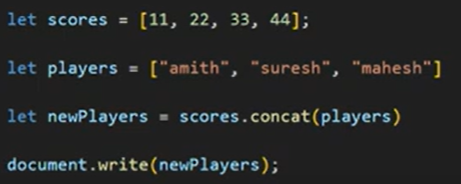 let scores = [11, 22, 33, 44];
let players = ["amith", "suresh", "mahesh"]
let newPlayers = scores.concat(players)
document.write(newPlayers);